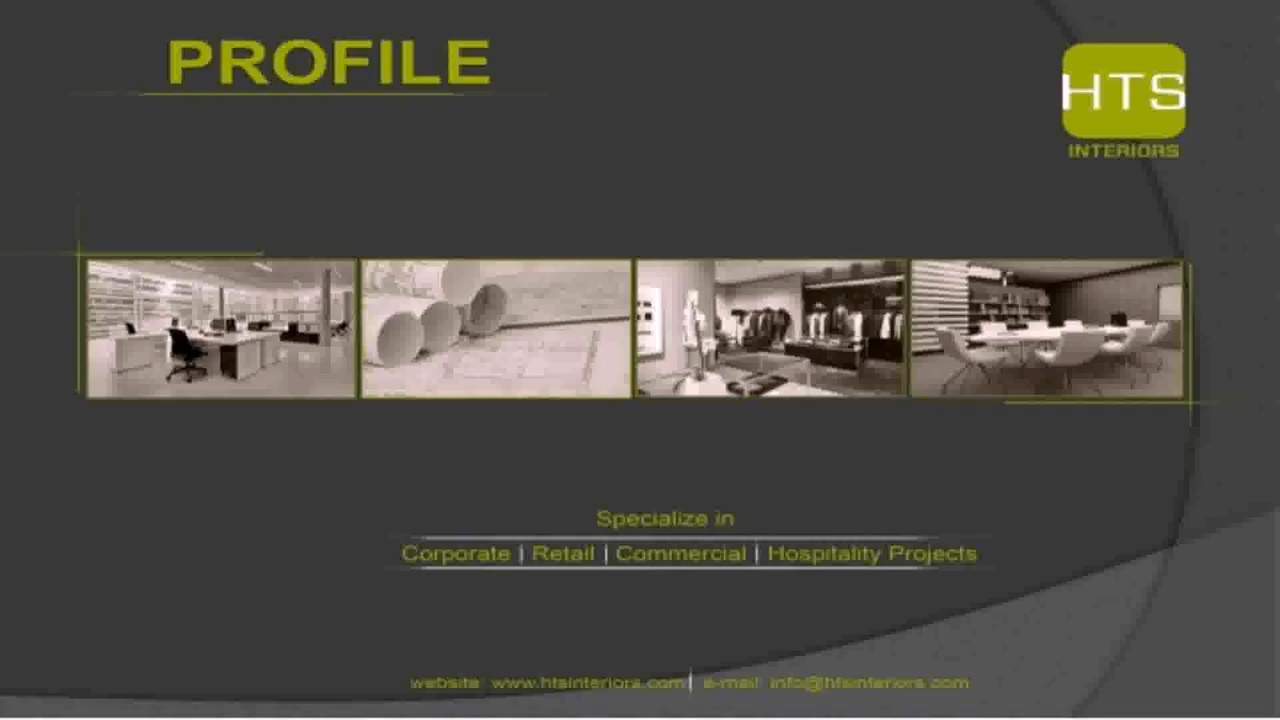 PROFILE
HTS
INTERIORS
Specialize in
Corporate | Retail | Commercial | Hospitality Projects
website: www.htsinteriors.com | e-mail: info@htsinteriors.com